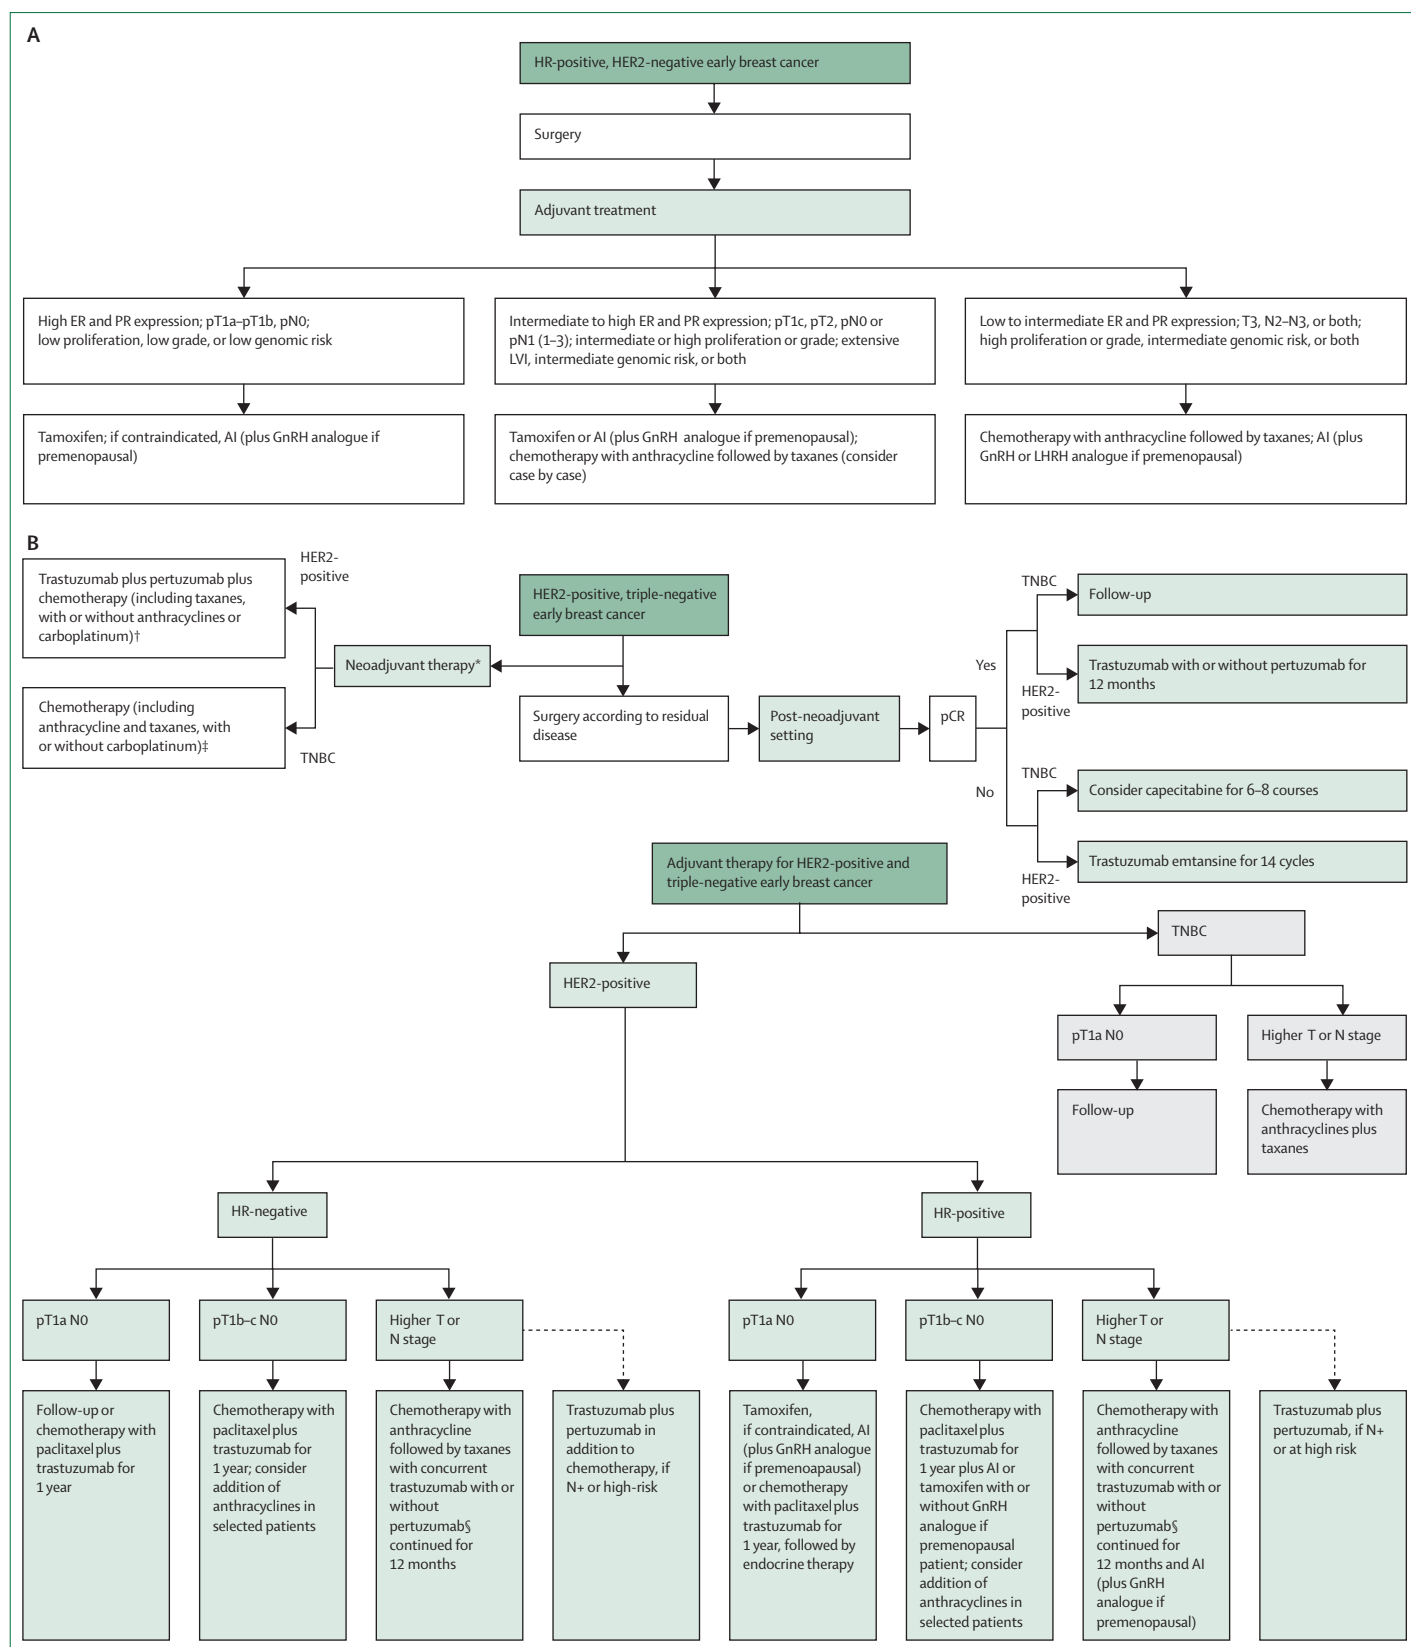 A
HR-positive, HER2-negative early breast cancer
Surgery
Adjuvant treatment
High ER and PR expression; pT1a–pT1b, pN0;
low proliferation, low grade, or low genomic risk
Intermediate to high ER and PR expression; pT1c, pT2, pN0 or
pN1 (1–3); intermediate or high proliferation or grade; extensive
LVI, intermediate genomic risk, or both
Low to intermediate ER and PR expression; T3, N2–N3, or both;
high proliferation or grade, intermediate genomic risk, or both
Tamoxifen; if contraindicated, AI (plus GnRH analogue if
premenopausal)
Tamoxifen or AI (plus GnRH analogue if premenopausal);
chemotherapy with anthracycline followed by taxanes (consider
case by case)
Chemotherapy with anthracycline followed by taxanes; AI (plus
GnRH or LHRH analogue if premenopausal)
B
Trastuzumab plus pertuzumab plus
chemotherapy (including taxanes,
with or without anthracyclines or
carboplatinum)†
HER2-
positive
Chemotherapy (including
anthracycline and taxanes, with
or without carboplatinum)‡
TNBC
Neoadjuvant therapy*
HER2-positive, triple-negative
early breast cancer
Surgery according to residual
disease
Post-neoadjuvant
setting
pCR
Yes
TNBC
Follow-up
HER2-
positive
Trastuzumab with or without pertuzumab for
12 months
No
TNBC
Consider capecitabine for 6–8 courses
HER2-
positive
Trastuzumab emtansine for 14 cycles
Adjuvant therapy for HER2-positive and
triple-negative early breast cancer
TNBC
HER2-positive
pT1a N0
Higher T or N stage
Follow-up
Chemotherapy with
anthracyclines plus
taxanes
HR-negative
HR-positive
pT1a N0
pT1b–c N0
Higher T or
N stage
pT1a N0
pT1b–c N0
Higher T or
N stage
Follow-up or
chemotherapy with
paclitaxel plus
trastuzumab for
1 year
Chemotherapy with
paclitaxel plus
trastuzumab for
1 year; consider
addition of
anthracyclines in
selected patients
Chemotherapy with
anthracycline
followed by taxanes
with concurrent
trastuzumab with or
without
pertuzumab§
continued for
12 months
Trastuzumab plus
pertuzumab in
addition to
chemotherapy, if
N+ or high-risk
Tamoxifen,
if contraindicated, AI
(plus GnRH analogue
if premenoapausal)
or chemotherapy
with paclitaxel plus
trastuzumab for
1 year, followed by
endocrine therapy
Chemotherapy with
paclitaxel plus
trastuzumab for
1 year plus AI or
tamoxifen with or
without GnRH
analogue if
premenopausal
patient; consider
addition of
anthracyclines in
selected patients
Chemotherapy with
anthracycline
followed by taxanes
with concurrent
trastuzumab with or
without
pertuzumab§
continued for
12 months and AI
(plus GnRH
analogue if
premenopausal)
Trastuzumab plus
pertuzumab, if N+
or at high risk